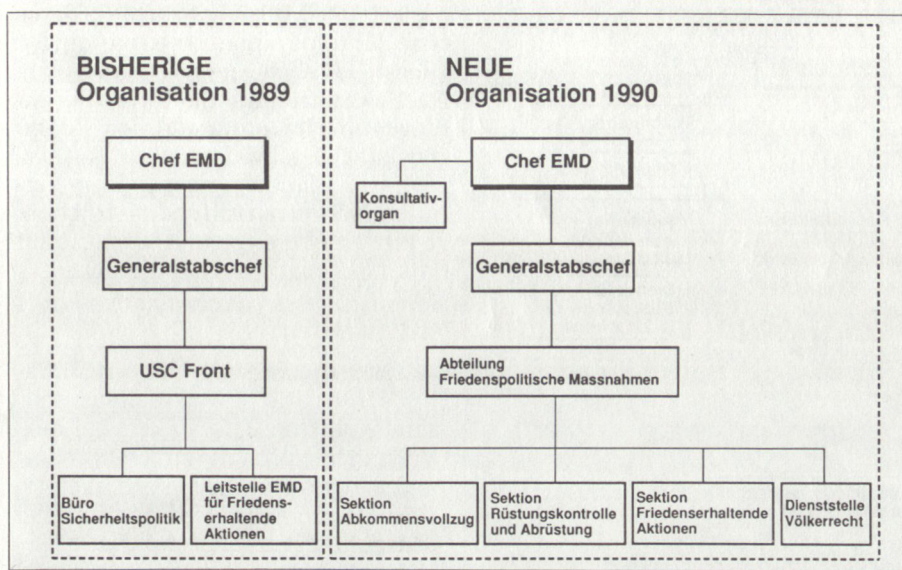 BISHERIGE
Organisation 1989
Chef EMD
Generalstabschef
USC Front
Büro
Sicherheitspolitik
Leitstelle EMD
für Friedens-
erhaltende
Aktionen
NEUE
Organisation 1990
Chef EMD
Konsultativ-
organ
Generalstabschef
Abteilung
Friedenspolitische Massnahmen
Sektion
Abkommensvollzug
Sektion
Rüstungskontrolle
und Abrüstung
Sektion
Friedenserhaltende
Aktionen
Dienststelle
Völkerrecht